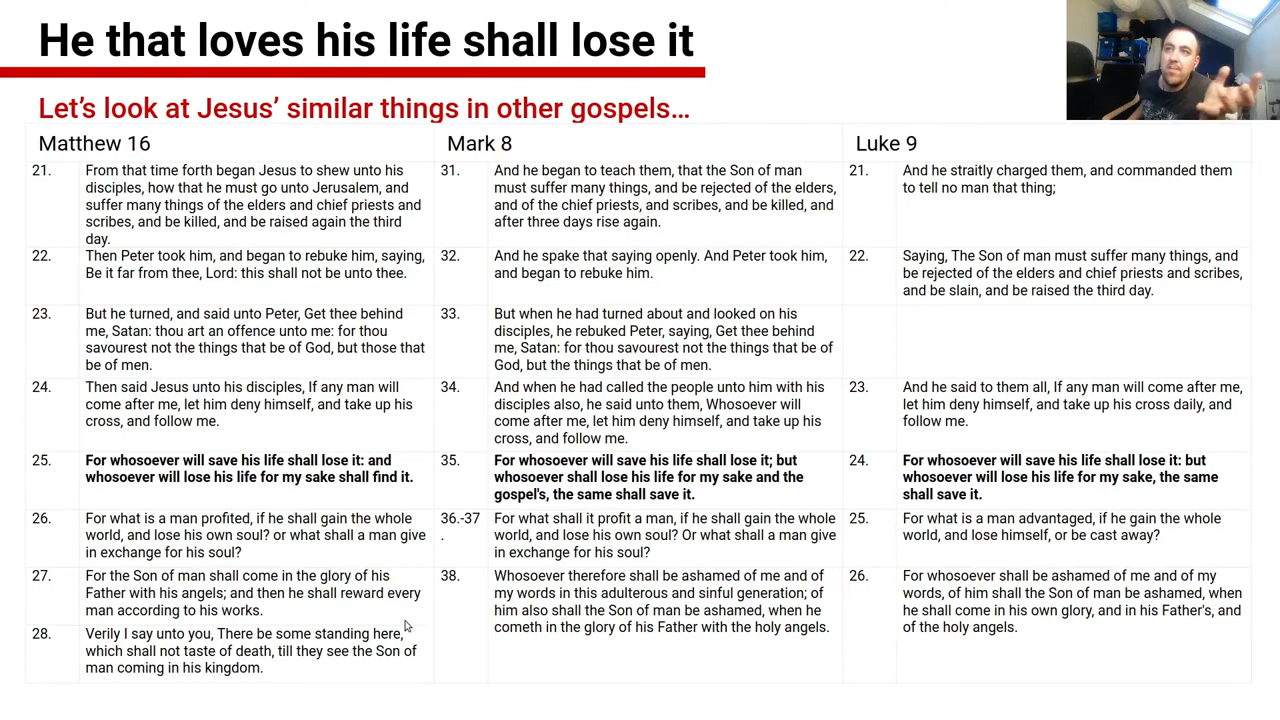 He that loves his life shall lose it
Let’s look at Jesus’ similar things in other gospels…
Matthew 16
Mark 8
Luke 9
21.
From that time forth began Jesus to shew unto his
disciples, how that he must go unto Jerusalem, and
suffer many things of the elders and chief priests and
scribes, and be killed, and be raised again the third
day.
31.
And he began to teach them, that the Son of man
must suffer many things, and be rejected of the elders,
and of the chief priests, and scribes, and be killed, and
after three days rise again.
21.
And he straitly charged them, and commanded them
to tell no man that thing;
22.
Then Peter took him, and began to rebuke him, saying,
Be it far from thee, Lord: this shall not be unto thee.
32.
And he spake that saying openly. And Peter took him,
and began to rebuke him.
22.
Saying, The Son of man must suffer many things, and
be rejected of the elders and chief priests and scribes,
and be slain, and be raised the third day.
23.
But he turned, and said unto Peter, Get thee behind
me, Satan: thou art an offence unto me: for thou
savourest not the things that be of God, but those that
be of men.
33.
But when he had turned about and looked on his
disciples, he rebuked Peter, saying, Get thee behind
me, Satan: for thou savourest not the things that be of
God, but the things that be of men.
24.
Then said Jesus unto his disciples, If any man will
come after me, let him deny himself, and take up his
cross, and follow me.
34.
And when he had called the people unto him with his
disciples also, he said unto them, Whosoever will
come after me, let him deny himself, and take up his
cross, and follow me.
23.
And he said to them all, If any man will come after me,
let him deny himself, and take up his cross daily, and
follow me.
25.
For whosoever will save his life shall lose it: and
whosoever will lose his life for my sake shall find it.
35.
For whosoever will save his life shall lose it; but
whosoever shall lose his life for my sake and the
gospel's, the same shall save it.
24.
For whosoever will save his life shall lose it: but
whosoever will lose his life for my sake, the same
shall save it.
26.
For what is a man profited, if he shall gain the whole
world, and lose his own soul? or what shall a man give
in exchange for his soul?
36.-37
.
For what shall it profit a man, if he shall gain the whole
world, and lose his own soul? Or what shall a man give
in exchange for his soul?
25.
For what is a man advantaged, if he gain the whole
world, and lose himself, or be cast away?
27.
For the Son of man shall come in the glory of his
Father with his angels; and then he shall reward every
man according to his works.
38.
Whosoever therefore shall be ashamed of me and of
my words in this adulterous and sinful generation; of
him also shall the Son of man be ashamed, when he
cometh in the glory of his Father with the holy angels.
26.
For whosoever shall be ashamed of me and of my
words, of him shall the Son of man be ashamed, when
he shall come in his own glory, and in his Father's, and
of the holy angels.
28.
Verily I say unto you, There be some standing here,
which shall not taste of death, till they see the Son of
man coming in his kingdom.